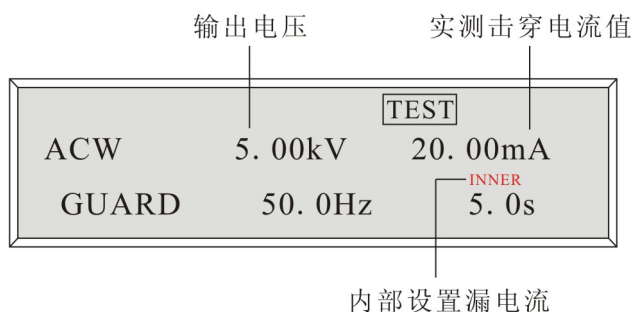 输出电压 实测击穿电流值
TEST
ACW 5. 00kV 20. 00mA
INNER
GUARD 50. 0Hz 5. 0s
内部设置漏电流